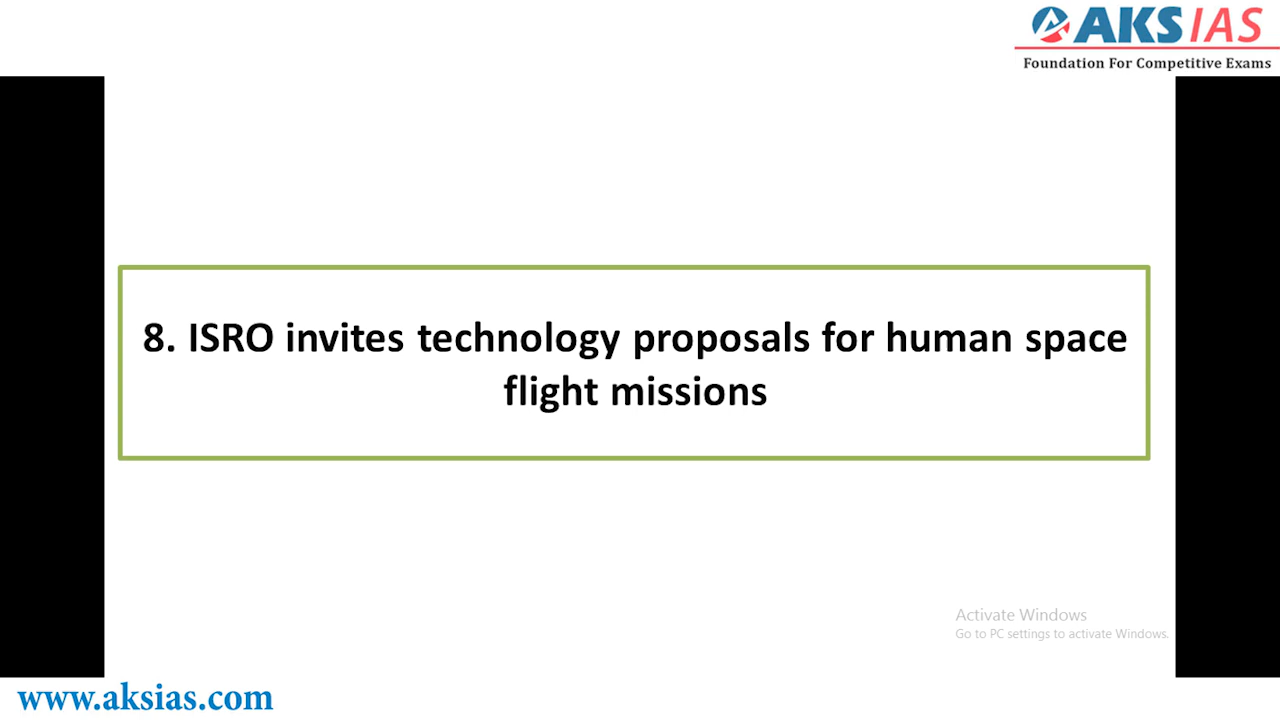 AKS IAS
Foundation For Competitive Exams
8. ISRO invites technology proposals for human space
flight missions
Activate Windows
Go to PC settings to activate Windows.
www.aksias.com